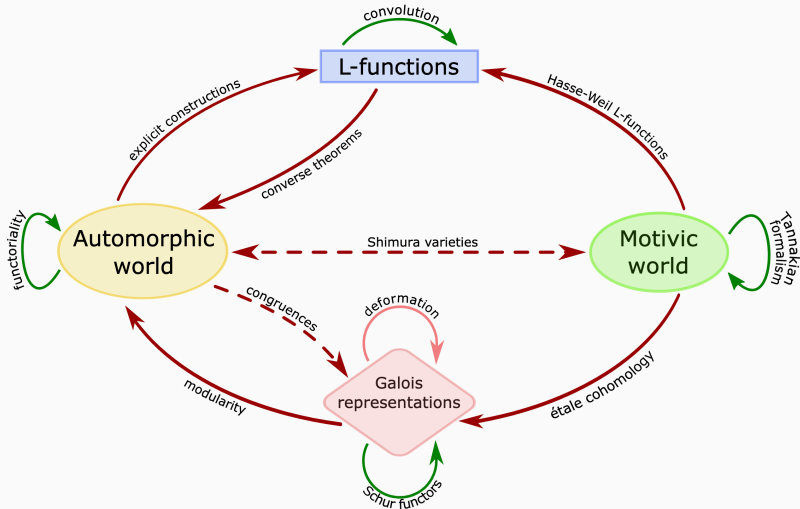 convolution
L-functions
explicit constructions
converse theorems
Hasse-Weil L-functions
functoriality
Automorphic
world
Shimura varieties
Motivic
world
Tannakian
formalism
congruences
deformation
modularity
Galois
representations
étale cohomology
Schur functors